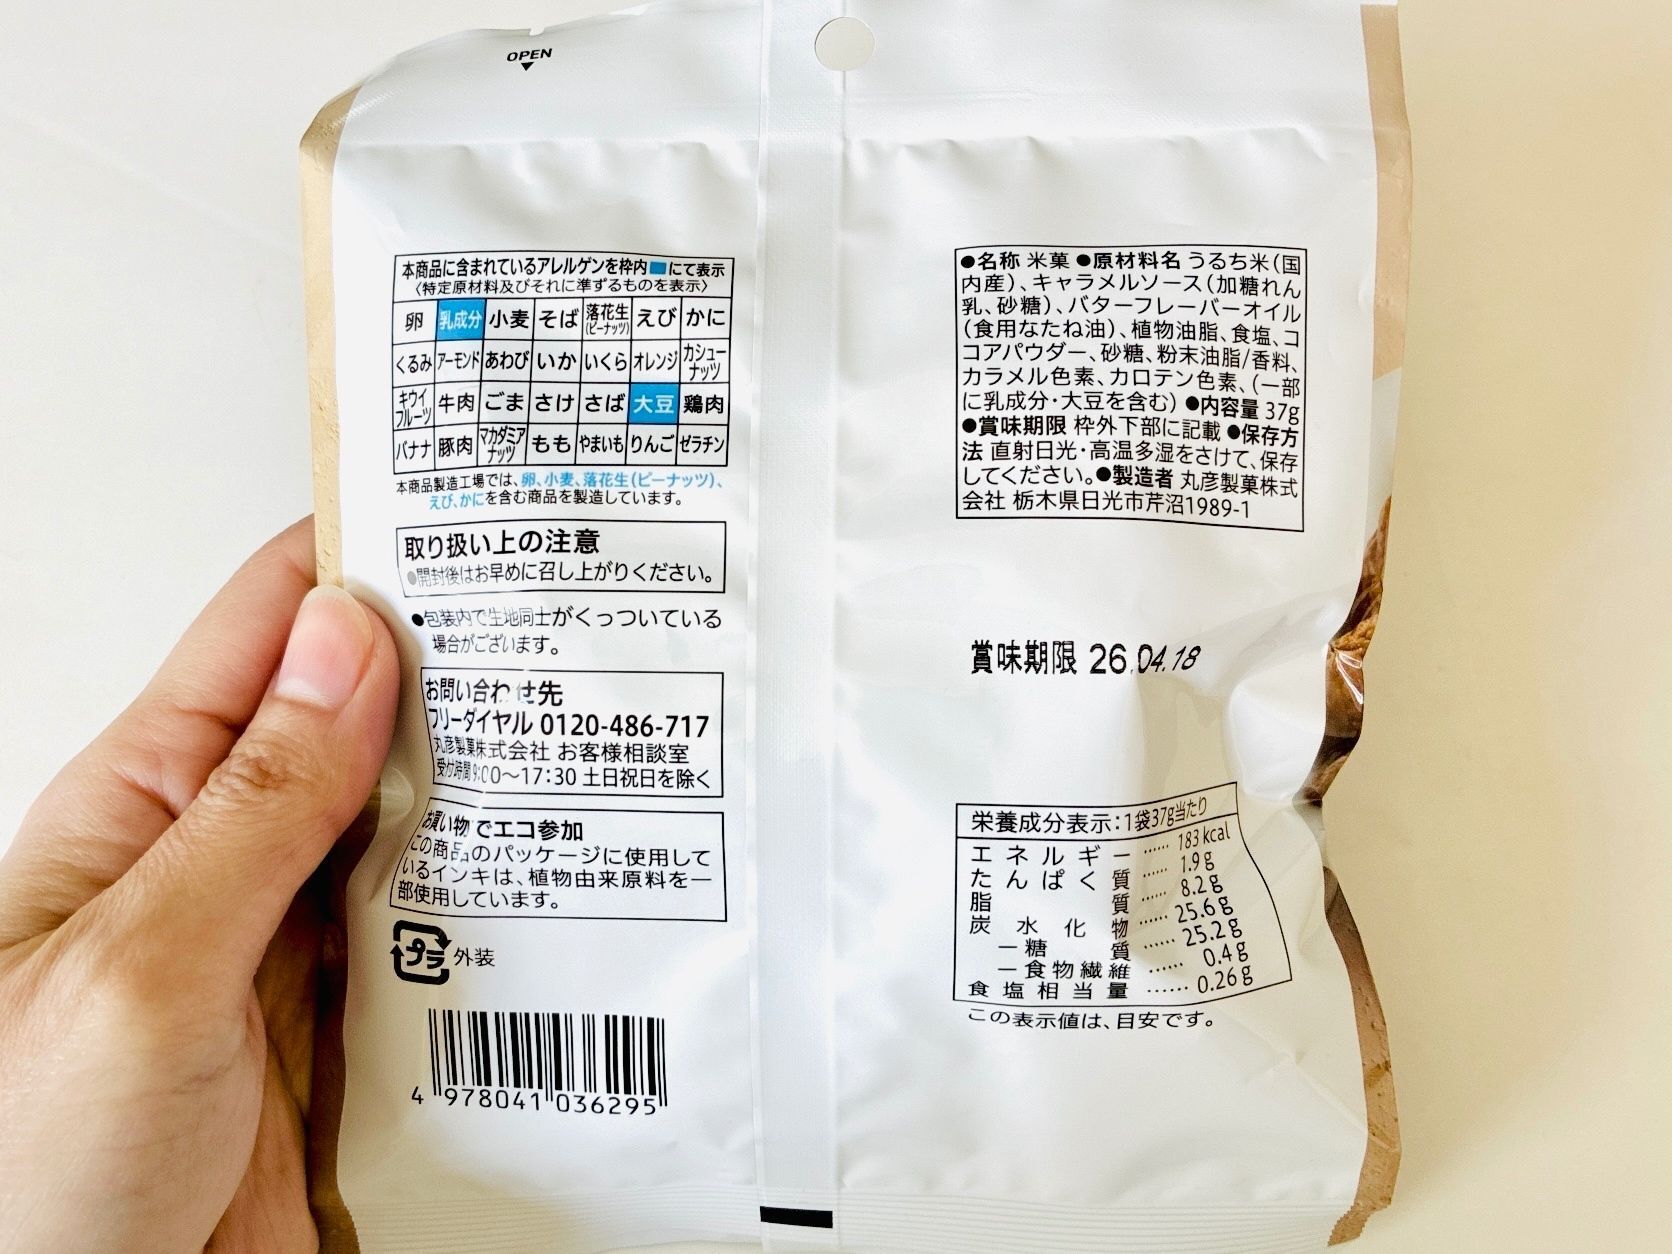 OPEN
本商品に含まれているアレルゲンを枠内■にて表示
〈特定原材料及びそれに準ずるものを表示〉
卵 乳成分 小麦 そば 落花生(ピーナッツ) えび かに
くるみ アーモンド あわび いか いくら オレンジ カシューナッツ
キウイフルーツ 牛肉 ごま さけ さば 大豆 鶏肉
バナナ 豚肉 マカダミアナッツ もも やまいも りんご ゼラチン
本商品製造工場では、卵、小麦、落花生(ピーナッツ)、
えび、かにを含む商品を製造しています。
取り扱い上の注意
●開封後はお早めに召し上がりください。
●包装内で生地同士がくっついている
場合がございます。
お問い合わせ先
フリーダイヤル 0120-486-717
丸彦製菓株式会社 お客様相談室
受付時間9:00〜17:30 土日祝日を除く
お買い物でエコ参加
この商品のパッケージに使用して
いるインキは、植物由来原料を一
部使用しています。
プラ 外装
4 978041 036295
●名称 米菓 ●原材料名 うるち米(国
内産)、キャラメルソース(加糖れん
乳、砂糖)、バターフレーバーオイル
(食用なたね油)、植物油脂、食塩、コ
コアパウダー、砂糖、粉末油脂/香料、
カラメル色素、カロテン色素、(一部
に乳成分・大豆を含む) ●内容量 37g
●賞味期限 枠外下部に記載 ●保存方
法 直射日光・高温多湿をさけて、保存
してください。●製造者 丸彦製菓株式
会社 栃木県日光市芹沼1989-1
賞味期限 26.04.18
栄養成分表示:1袋37g当たり
エネルギー …… 183kcal
たんぱく質 …… 1.9g
脂質 …… 8.2g
炭水化物 …… 25.6g
－糖質 …… 25.2g
－食物繊維 …… 0.4g
食塩相当量 …… 0.26g
この表示値は、目安です。